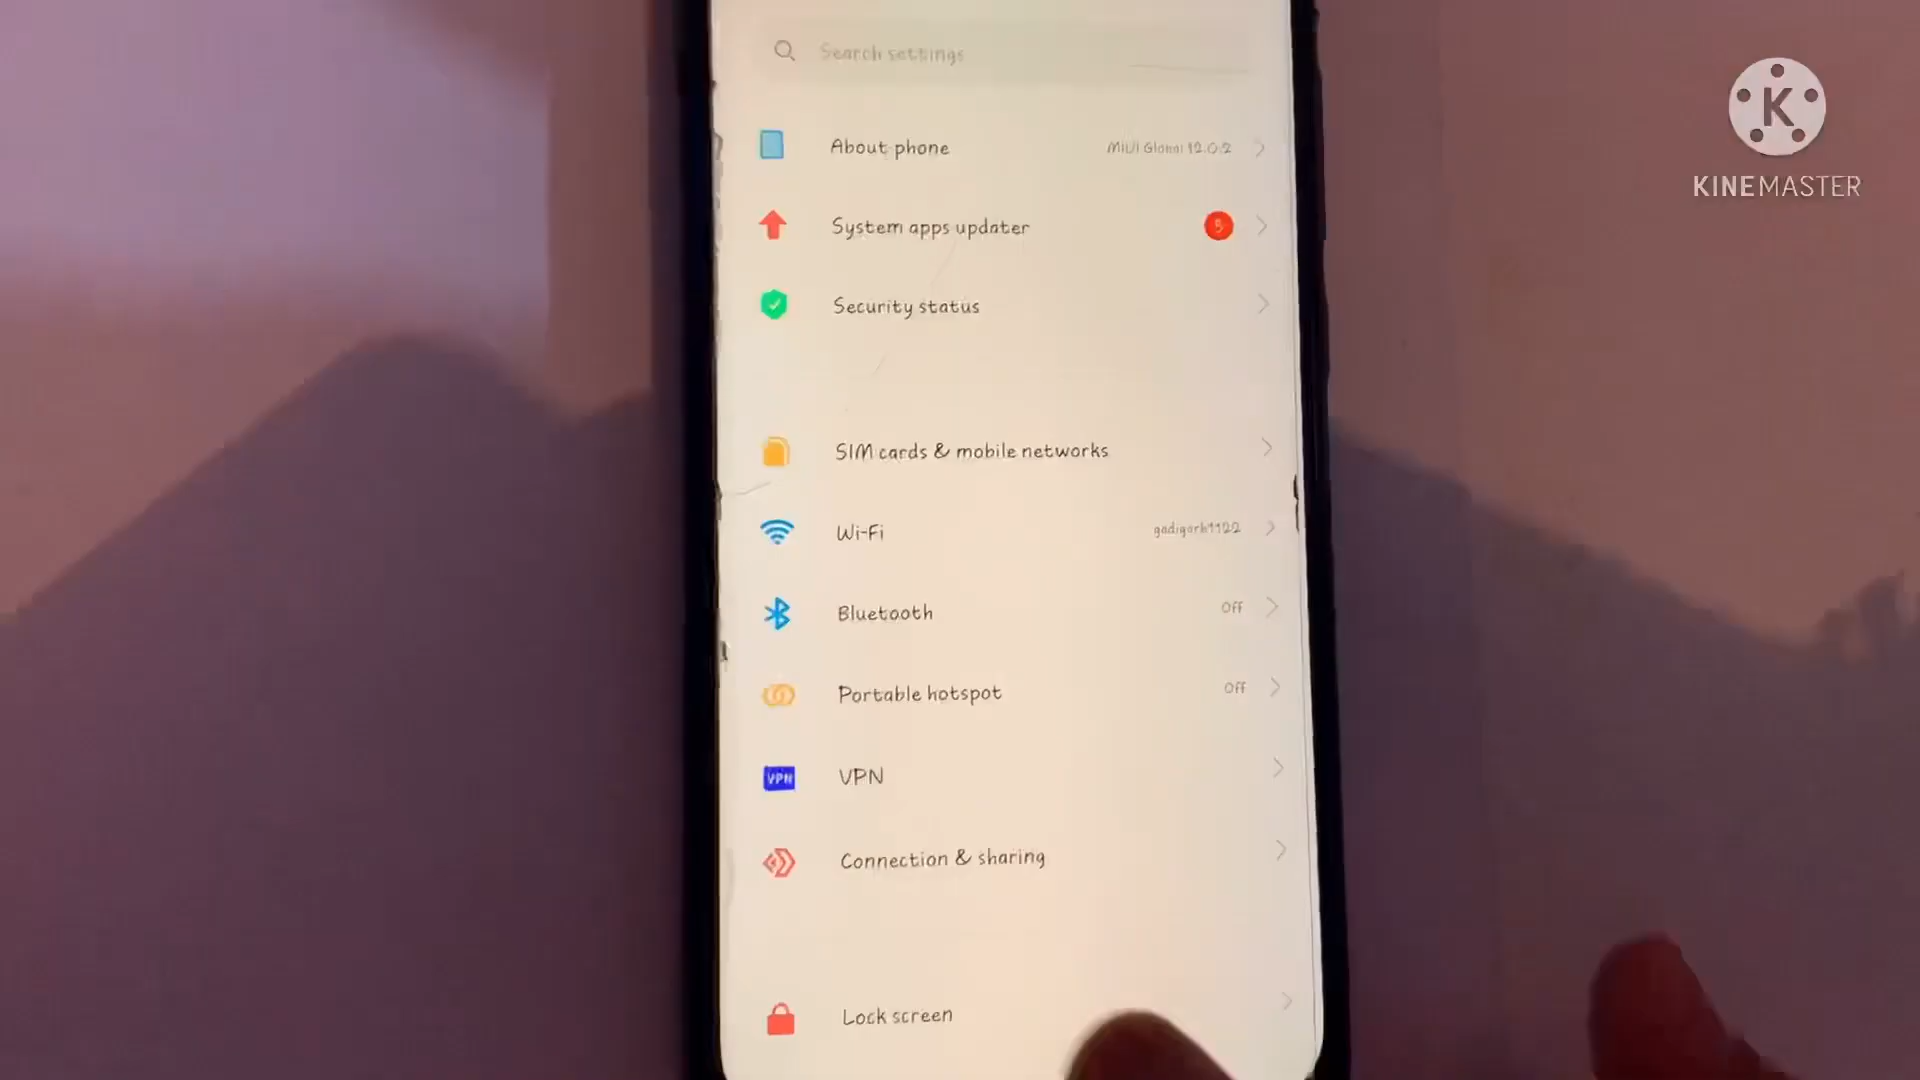 Search settings
About phone
MIUI Global 12.0.2
System apps updater
5
Security status
SIM cards & mobile networks
Wi-Fi
Bluetooth
Off
Portable hotspot
Off
VPN
VPN
Connection & sharing
Lock screen
K
KINEMASTER